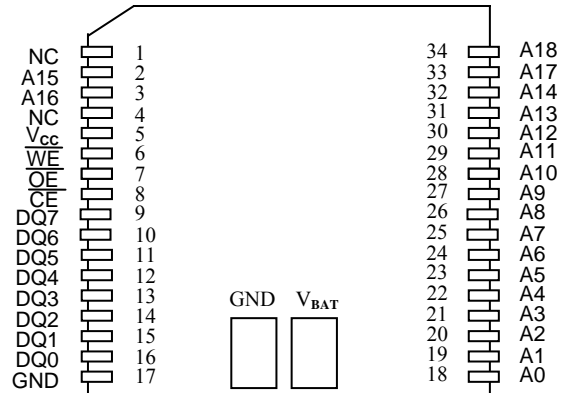 NC 1 34 A18
A15 2 33 A17
A16 3 32 A14
NC 4 31 A13
Vcc 5 30 A12
WE 6 29 A11
OE 7 28 A10
CE 8 27 A9
DQ7 9 26 A8
DQ6 10 25 A7
DQ5 11 24 A6
DQ4 12 23 A5
DQ3 13 GND VBAT 22 A4
DQ2 14 21 A3
DQ1 15 20 A2
DQ0 16 19 A1
GND 17 18 A0